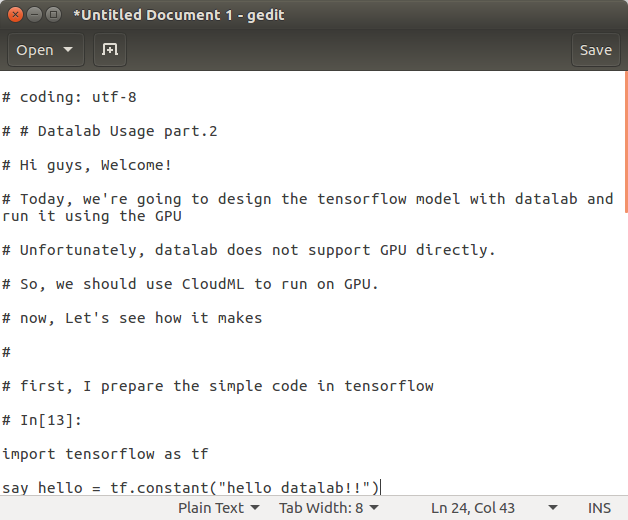 *Untitled Document 1 - gedit
Open
Save
# coding: utf-8
# # Datalab Usage part.2
# Hi guys, Welcome!
# Today, we're going to design the tensorflow model with datalab and
run it using the GPU
# Unfortunately, datalab does not support GPU directly.
# So, we should use CloudML to run on GPU.
# now, Let's see how it makes
#
# first, I prepare the simple code in tensorflow
# In[13]:
import tensorflow as tf
say_hello = tf.constant("hello datalab!!")
Plain Text
Tab Width: 8
Ln 24, Col 43
INS